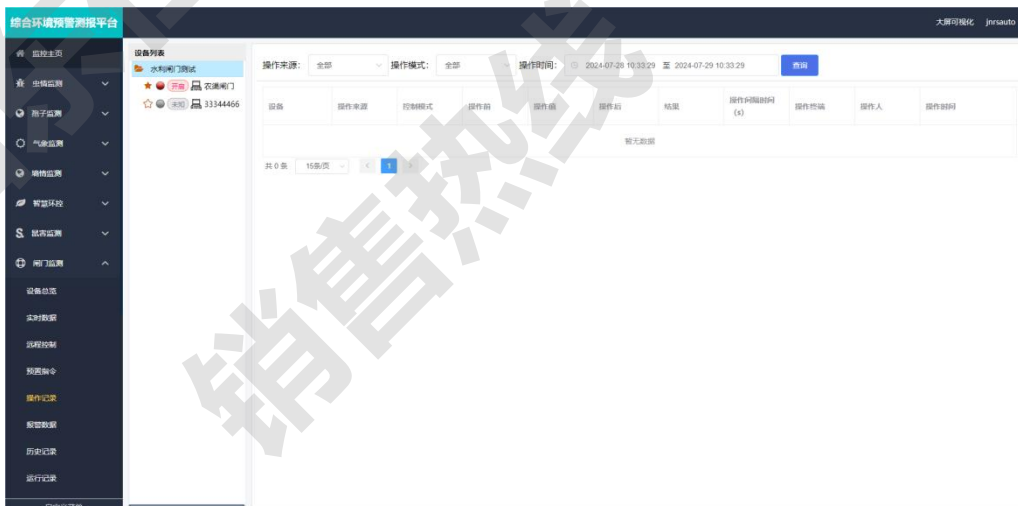 综合环境预警测报平台
大屏可视化 jnrsauto
监控主页
虫情监测
孢子监测
气象监测
墒情监测
智慧环控
鼠害监测
闸门监测
设备总览
实时数据
远程控制
预置指令
操作记录
报警数据
历史记录
运行记录
设备列表
水利闸门测试
开启 农道闸门
未知 33344466
操作来源: 全部 操作模式: 全部 操作时间: 2024-07-28 10:33:29 至 2024-07-29 10:33:29 查询
设备 操作来源 控制模式 操作前 操作值 操作后 结果 操作间隔时间(s) 操作终端 操作人 操作时间
暂无数据
共 0 条 15条/页 1
销售热线